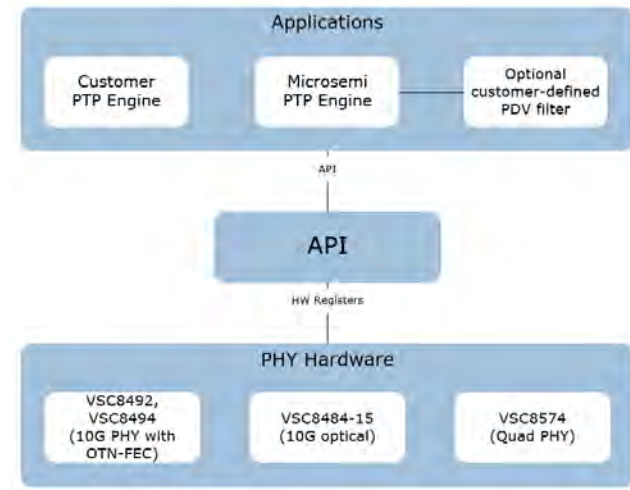 Applications
Customer
PTP Engine
Microsemi
PTP Engine
Optional
customer-defined
PDV filter
API
API
HW Registers
PHY Hardware
VSC8492,
VSC8494
(10G PHY with
OTN-FEC)
VSC8484-15
(10G optical)
VSC8574
(Quad PHY)